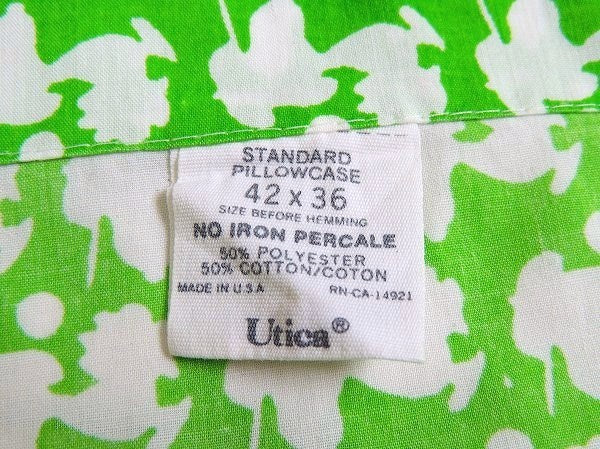 STANDARD
PILLOWCASE
42 x 36
SIZE BEFORE HEMMING
NO IRON PERCALE
50% POLYESTER
50% COTTON/COTON
MADE IN U.S.A RN-CA-14921
Utica®